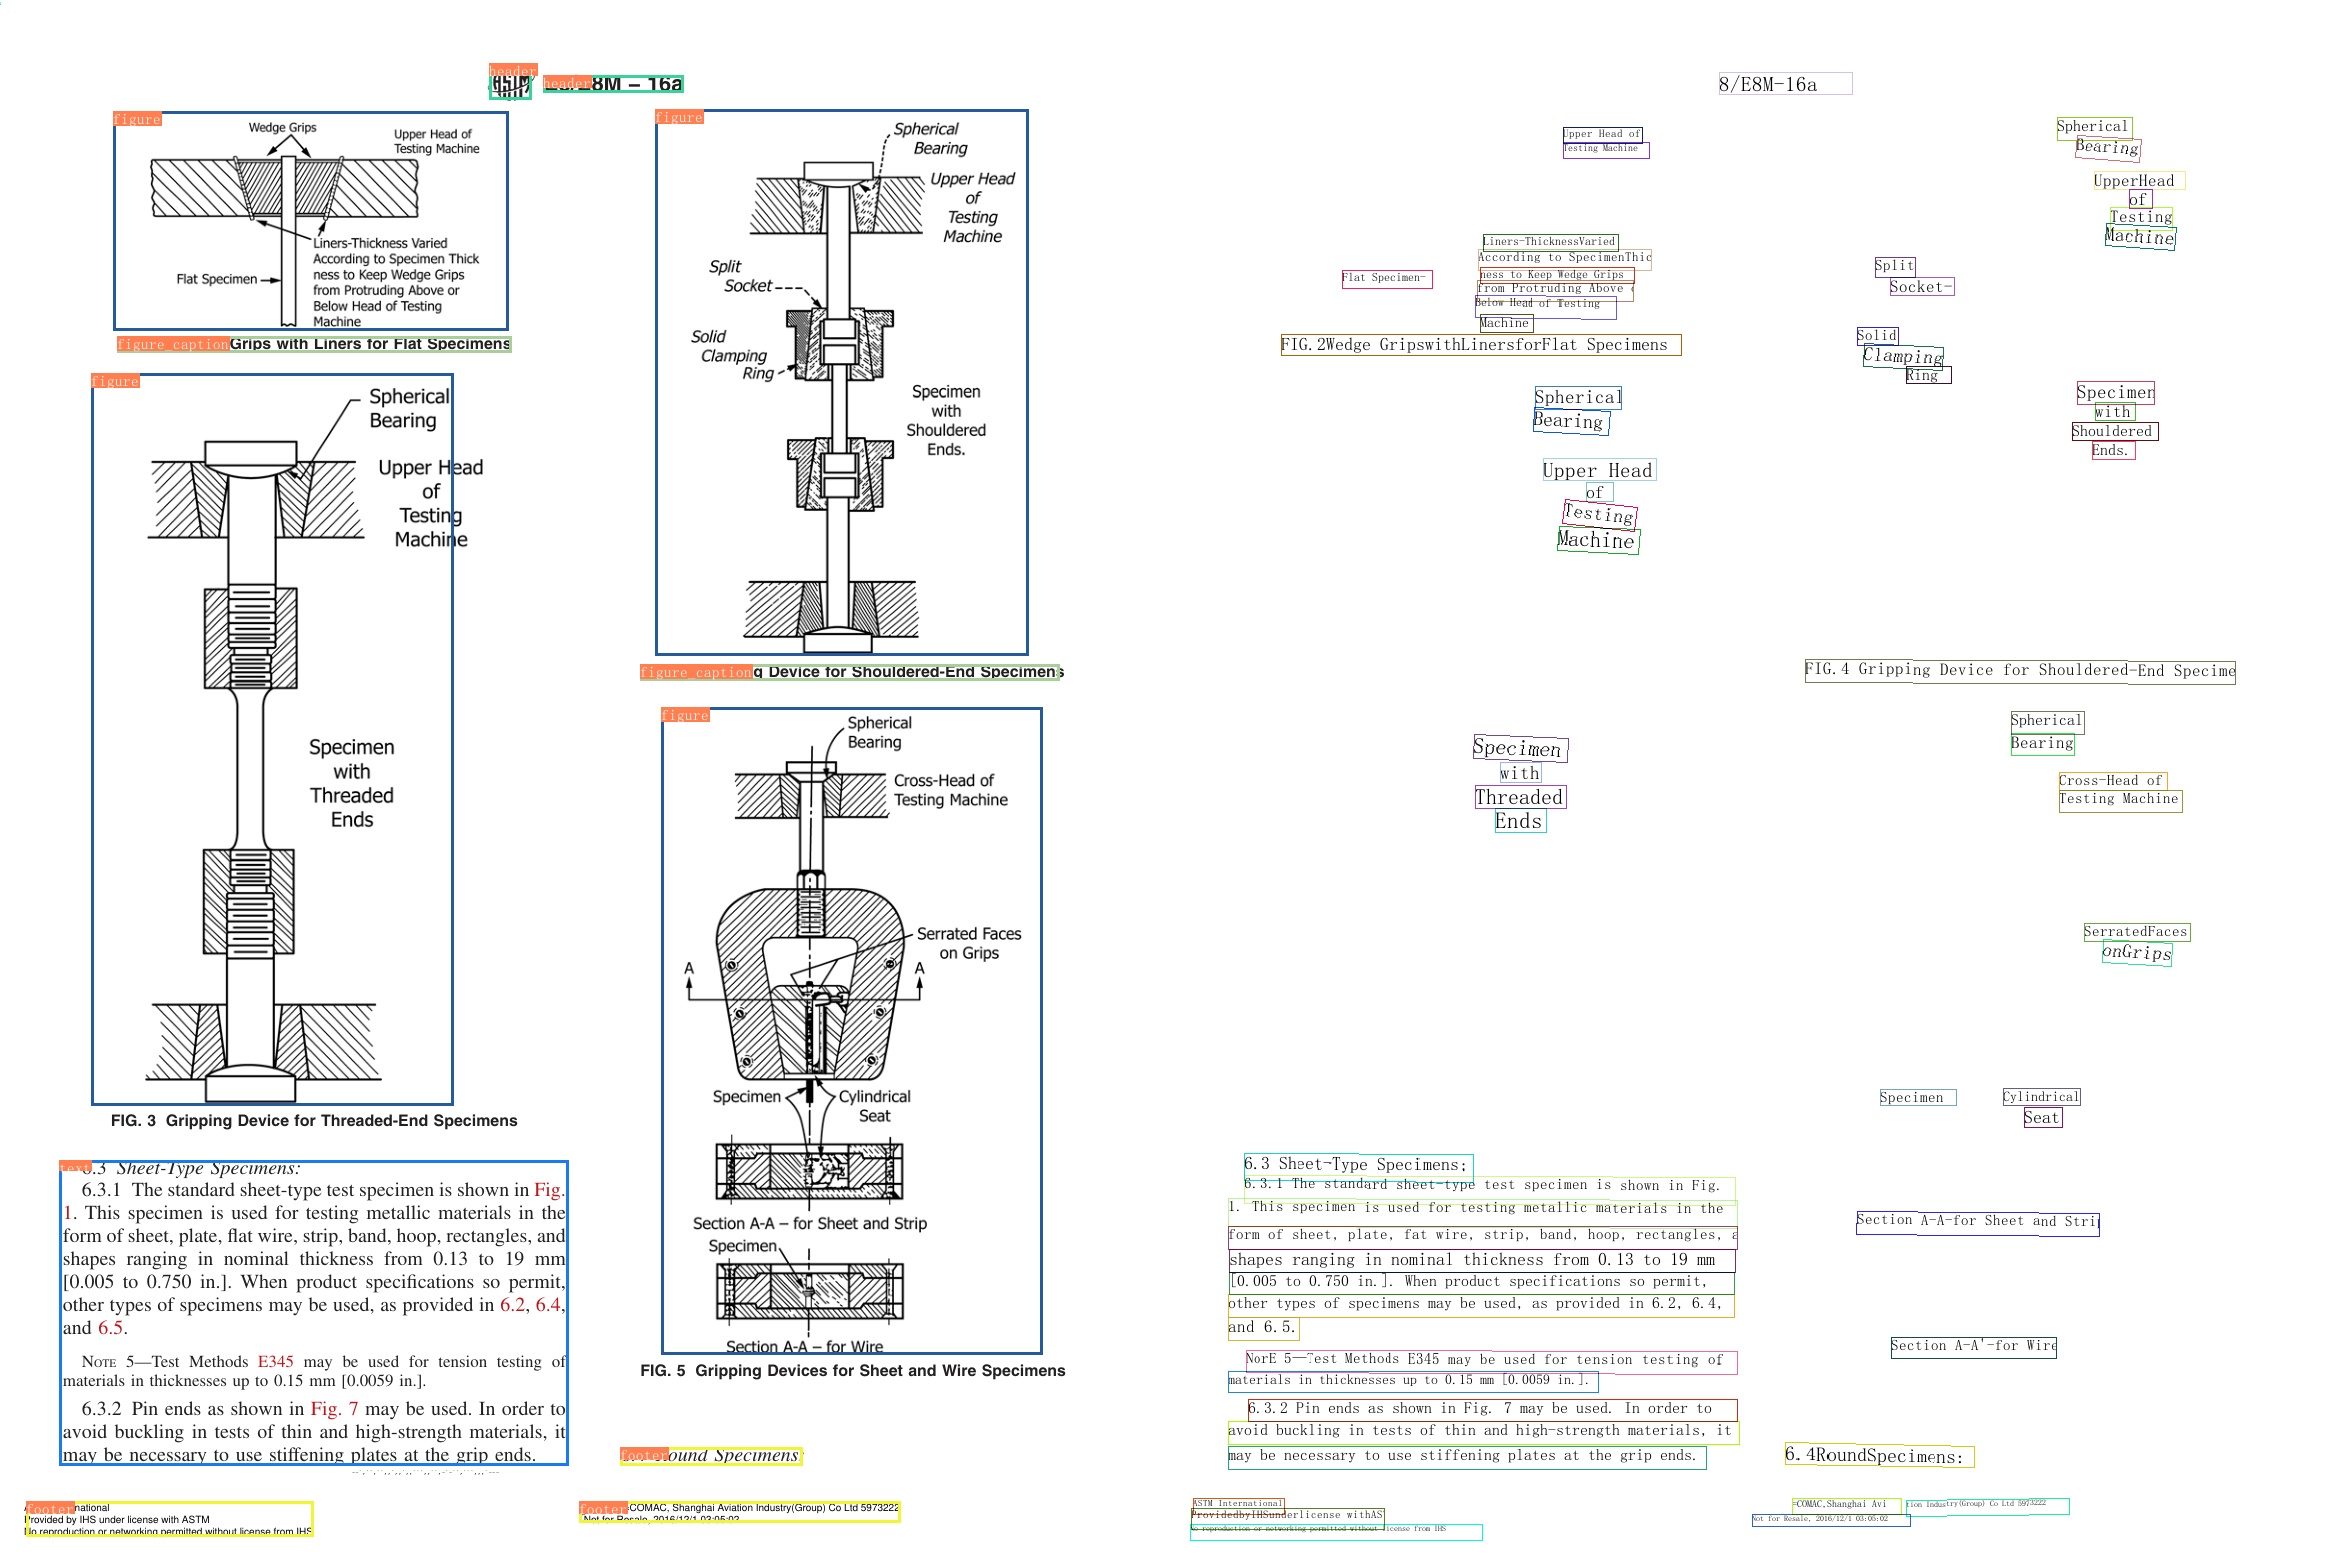 header
header
8M – 16a
figure
Wedge Grips
Upper Head of
Testing Machine
Liners-Thickness Varied
According to Specimen Thick
ness to Keep Wedge Grips
from Protruding Above or
Below Head of Testing
Machine
Flat Specimen
figure_caption Grips with Liners for Flat Specimens
figure
Spherical
Bearing
Upper Head
of
Testing
Machine
Specimen
with
Threaded
Ends
FIG. 3 Gripping Device for Threaded-End Specimens
text
6.3 Sheet-Type Specimens:
6.3.1 The standard sheet-type test specimen is shown in Fig.
1. This specimen is used for testing metallic materials in the
form of sheet, plate, flat wire, strip, band, hoop, rectangles, and
shapes ranging in nominal thickness from 0.13 to 19 mm
[0.005 to 0.750 in.]. When product specifications so permit,
other types of specimens may be used, as provided in 6.2, 6.4,
and 6.5.
NOTE 5—Test Methods E345 may be used for tension testing of
materials in thicknesses up to 0.15 mm [0.0059 in.].
6.3.2 Pin ends as shown in Fig. 7 may be used. In order to
avoid buckling in tests of thin and high-strength materials, it
may be necessary to use stiffening plates at the grip ends.
footer
national
Provided by IHS under license with ASTM
No reproduction or networking permitted without license from IHS
figure
Spherical
Bearing
Upper Head
of
Testing
Machine
Split
Socket
Solid
Clamping
Ring
Specimen
with
Shouldered
Ends.
figure_caption g Device for Shouldered-End Specimens
figure
Spherical
Bearing
Cross-Head of
Testing Machine
Serrated Faces
on Grips
A
A
Specimen
Cylindrical
Seat
Section A-A – for Sheet and Strip
Specimen
Section A-A – for Wire
FIG. 5 Gripping Devices for Sheet and Wire Specimens
footer
ound Specimens:
footer
COMAC, Shanghai Aviation Industry(Group) Co Ltd 5973222
Not for Resale, 2016/12/1 03:05:02
8/E8M-16a
Upper Head of
Testing Machine
Liners-ThicknessVaried
According to SpecimenThic
ness to Keep Wedge Grips
from Protruding Above
Below Head of Testing
Machine
Flat Specimen-
FIG.2Wedge GripswithLinersforFlat Specimens
Spherical
Bearing
Upper Head
of
Testing
Machine
Specimen
with
Threaded
Ends
6.3 Sheet-Type Specimens:
6.3.1 The standard sheet-type test specimen is shown in Fig.
1. This specimen is used for testing metallic materials in the
form of sheet, plate, fat wire, strip, band, hoop, rectangles, a
shapes ranging in nominal thickness from 0.13 to 19 mm
[0.005 to 0.750 in.]. When product specifications so permit,
other types of specimens may be used, as provided in 6.2, 6.4,
and 6.5.
NorE 5—Test Methods E345 may be used for tension testing of
materials in thicknesses up to 0.15 mm [0.0059 in.].
6.3.2 Pin ends as shown in Fig. 7 may be used. In order to
avoid buckling in tests of thin and high-strength materials, it
may be necessary to use stiffening plates at the grip ends.
ASTM International
ProvidedbyIHSunderlicense withAS
No reproduction or networking permitted without license from IHS
Spherical
Bearing
UpperHead
of
Testing
Machine
Split
Socket-
Solid
Clamping
Ring
Specimen
with
Shouldered
Ends.
FIG.4 Gripping Device for Shouldered-End Specime
Spherical
Bearing
Cross-Head of
Testing Machine
SerratedFaces
onGrips
Specimen
Cylindrical
Seat
Section A-A-for Sheet and Stri
Section A-A'-for Wire
6.4RoundSpecimens:
=COMAC,Shanghai Avi
tion Industry(Group) Co Ltd 5973222
Not for Resale, 2016/12/1 03:05:02